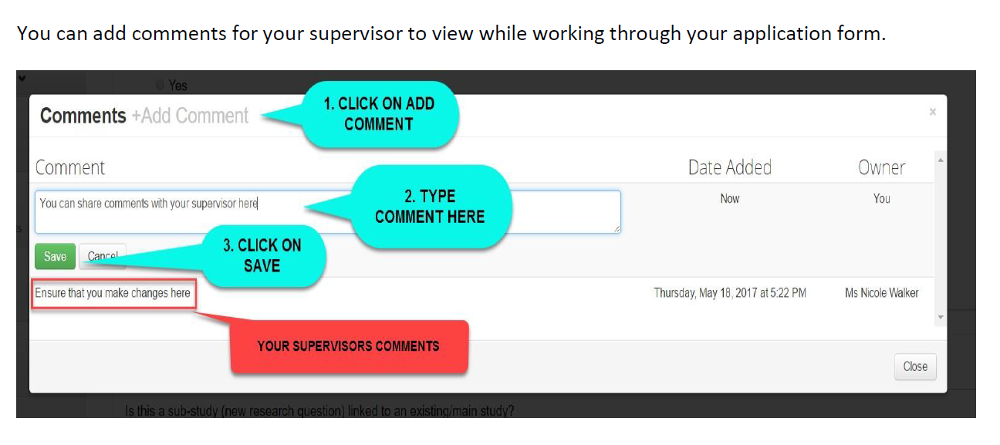 You can add comments for your supervisor to view while working through your application form.
Yes
Comments +Add Comment
1. CLICK ON ADD
COMMENT
×
Comment
Date Added
Owner
You can share comments with your supervisor here
2. TYPE
COMMENT HERE
Now
You
Save
Cancel
3. CLICK ON
SAVE
Ensure that you make changes here
Thursday, May 18, 2017 at 5:22 PM
Ms Nicole Walker
YOUR SUPERVISORS COMMENTS
Close
Is this a sub-study (new research question) linked to an existing/main study?